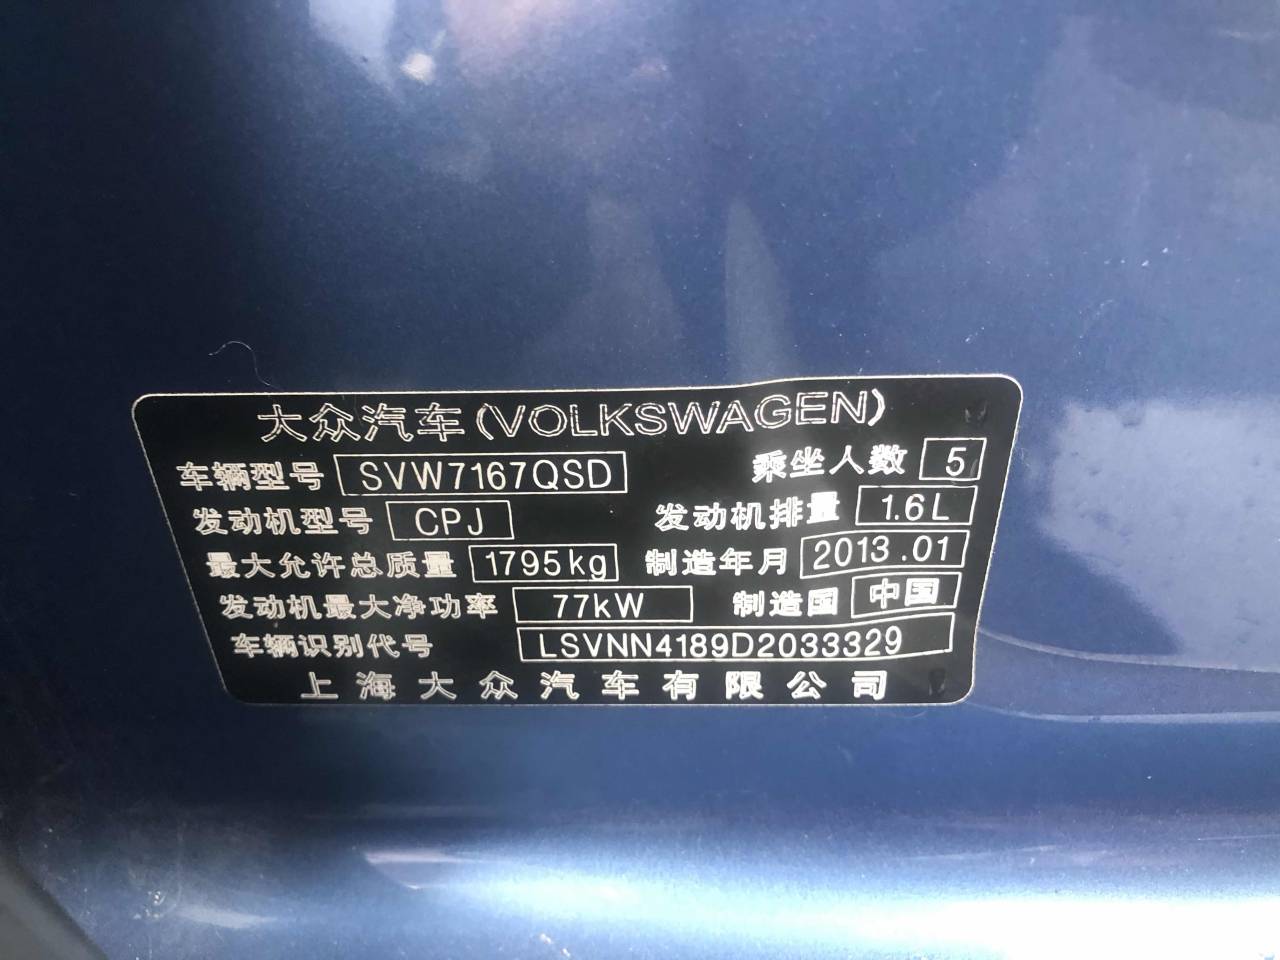 大众汽车(VOLKSWAGEN)
车辆型号 SVW7167QSD 乘坐人数 5
发动机型号 CPJ 发动机排量 1.6L
最大允许总质量 1795kg 制造年月 2013.01
发动机最大净功率 77kW 制造国 中国
车辆识别代号 LSVNN4189D2033329
上海大众汽车有限公司